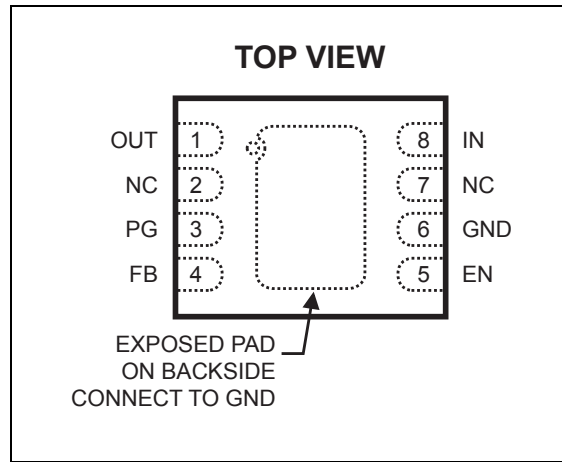 TOP VIEW
OUT 1 8 IN
NC 2 7 NC
PG 3 6 GND
FB 4 5 EN
EXPOSED PAD
ON BACKSIDE
CONNECT TO GND